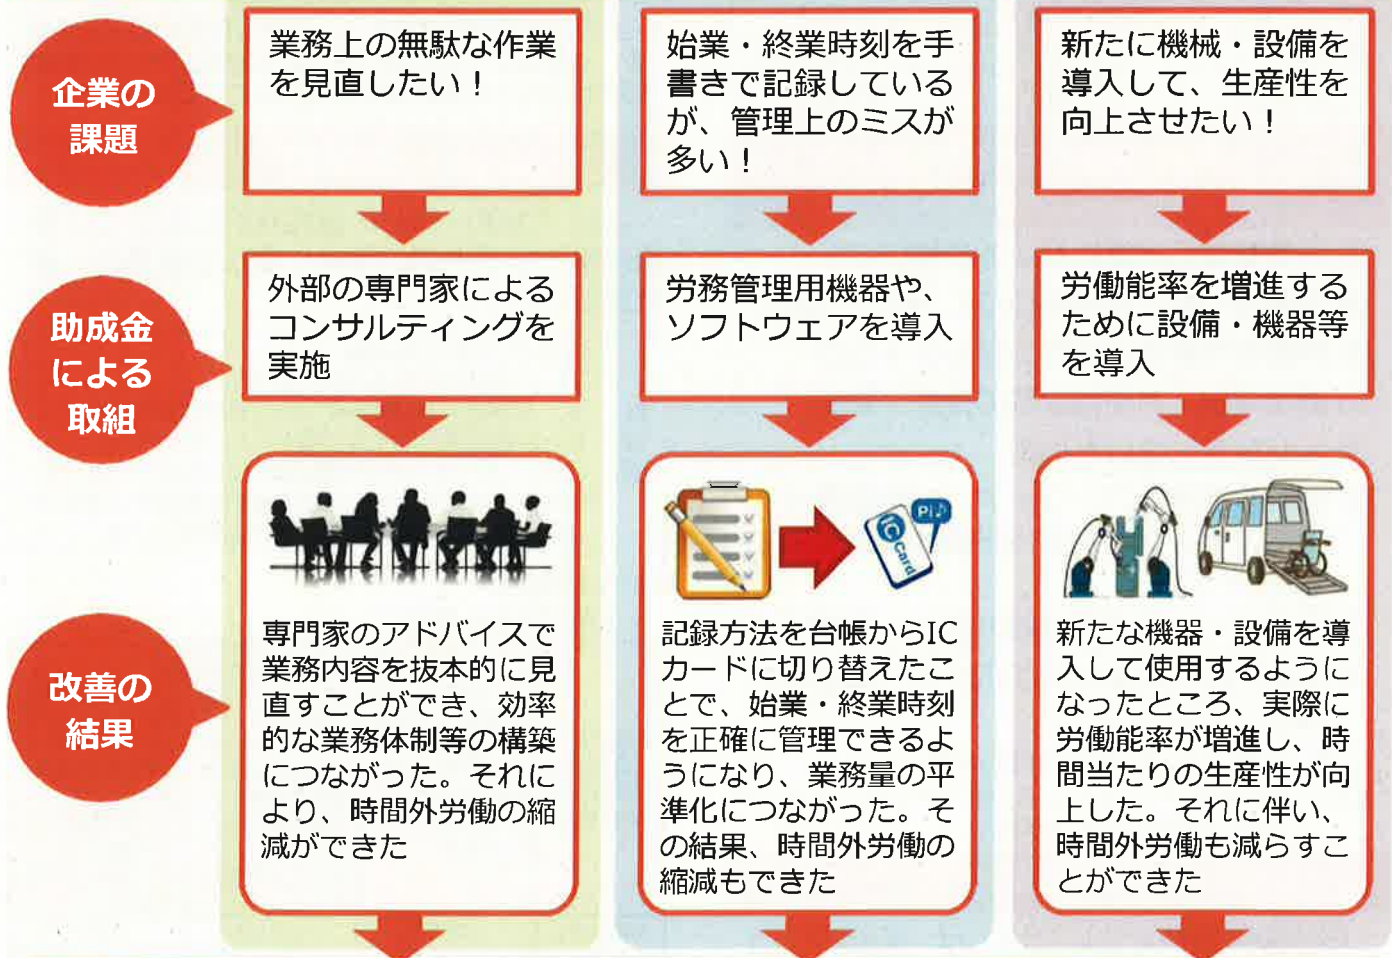 企業の
課題
業務上の無駄な作業
を見直したい！
始業・終業時刻を手
書きで記録している
が、管理上のミスが
多い！
新たに機械・設備を
導入して、生産性を
向上させたい！
助成金
による
取組
外部の専門家による
コンサルティングを
実施
労務管理用機器や、
ソフトウェアを導入
労働能率を増進する
ために設備・機器等
を導入
改善の
結果
専門家のアドバイスで
業務内容を抜本的に見
直すことができ、効率
的な業務体制等の構築
につながった。それに
より、時間外労働の縮
減ができた
IC
Card
Pi♪
記録方法を台帳からIC
カードに切り替えたこ
とで、始業・終業時刻
を正確に管理できるよ
うになり、業務量の平
準化につながった。そ
の結果、時間外労働の
縮減もできた
新たな機器・設備を導
入して使用するように
なったところ、実際に
労働能率が増進し、時
間当たりの生産性が向
上した。それに伴い、
時間外労働も減らすこ
とができた